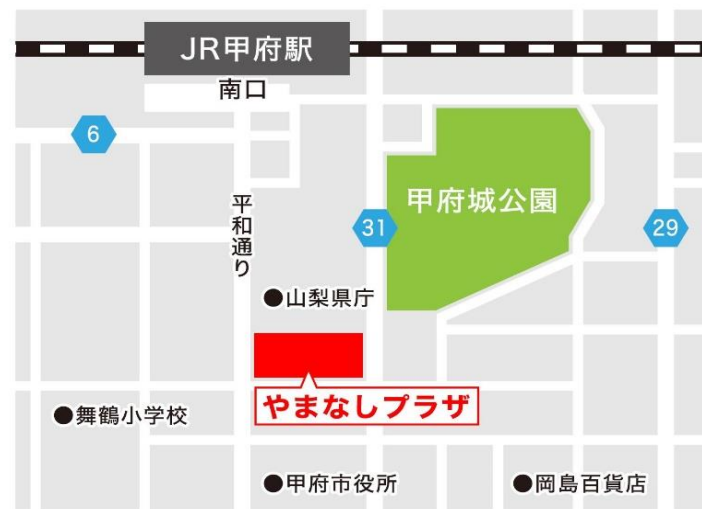 JR甲府駅
南口
6
甲府城公園
平和通り
31
29
●山梨県庁
やまなしプラザ
●舞鶴小学校
●甲府市役所
●岡島百貨店